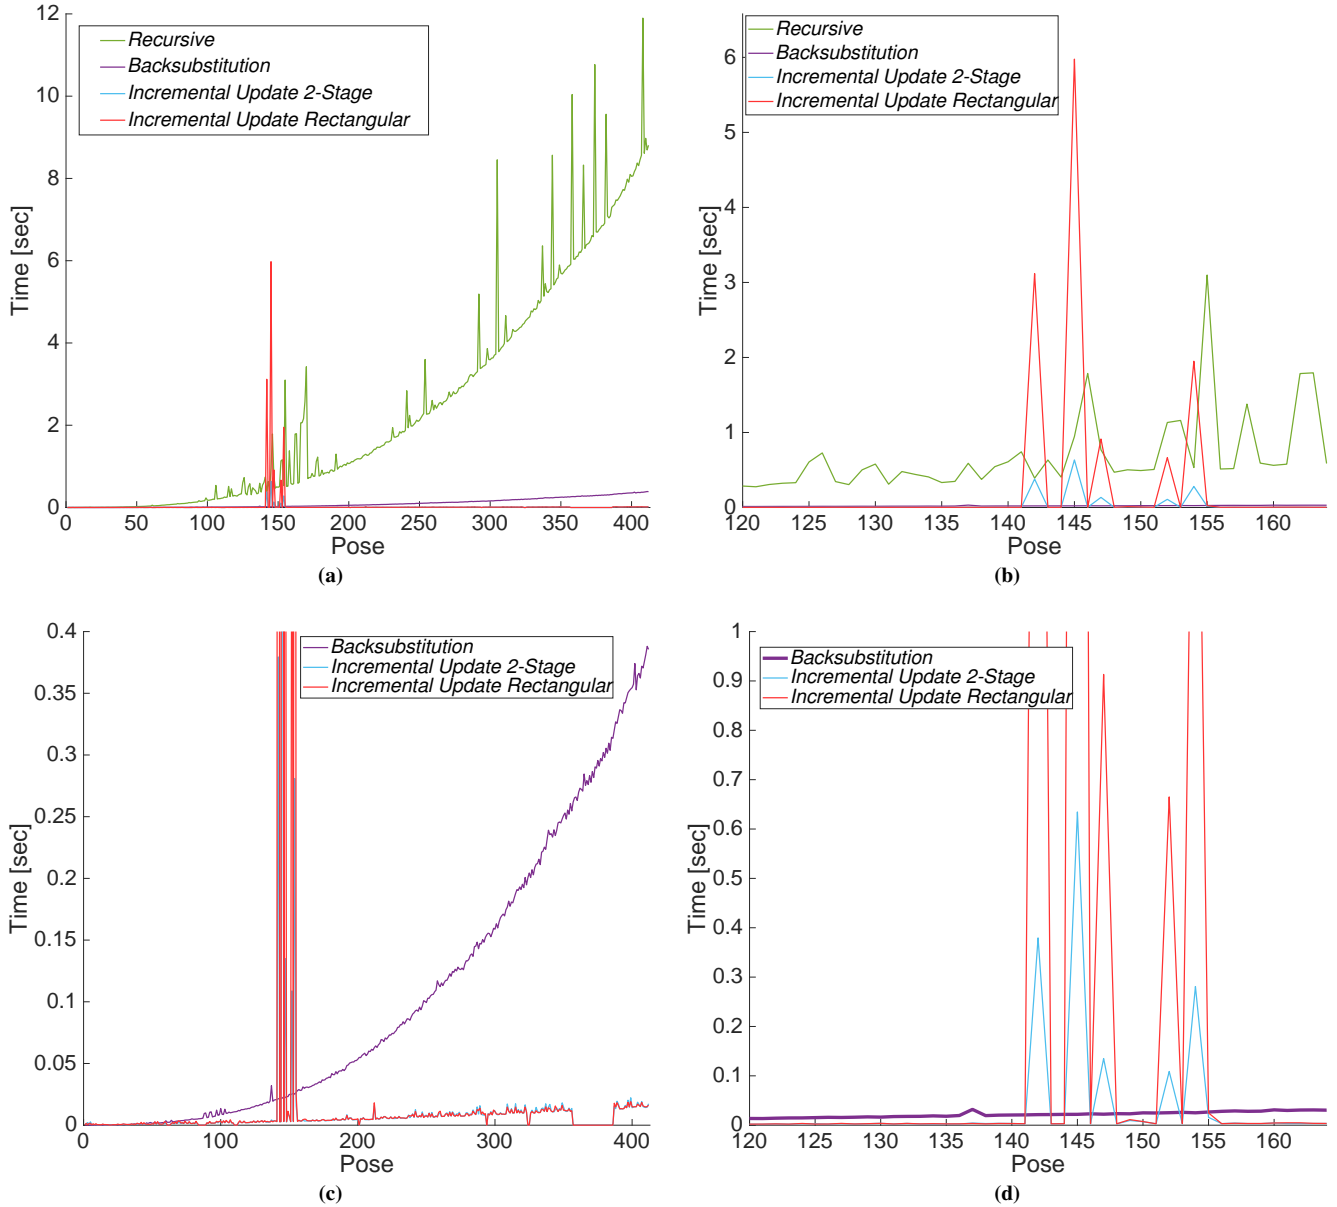 12
10
8
6
4
2
0
Time [sec]
Recursive
Backsubstitution
Incremental Update 2-Stage
Incremental Update Rectangular
0 50 100 150 200 250 300 350 400
Pose
(a)
6
5
4
3
2
1
0
Time [sec]
Recursive
Backsubstitution
Incremental Update 2-Stage
Incremental Update Rectangular
120 125 130 135 140 145 150 155 160
Pose
(b)
0.4
0.35
0.3
0.25
0.2
0.15
0.1
0.05
0
Time [sec]
Backsubstitution
Incremental Update 2-Stage
Incremental Update Rectangular
0 100 200 300 400
Pose
(c)
1
0.9
0.8
0.7
0.6
0.5
0.4
0.3
0.2
0.1
0
Time [sec]
Backsubstitution
Incremental Update 2-Stage
Incremental Update Rectangular
120 125 130 135 140 145 150 155 160
Pose
(d)